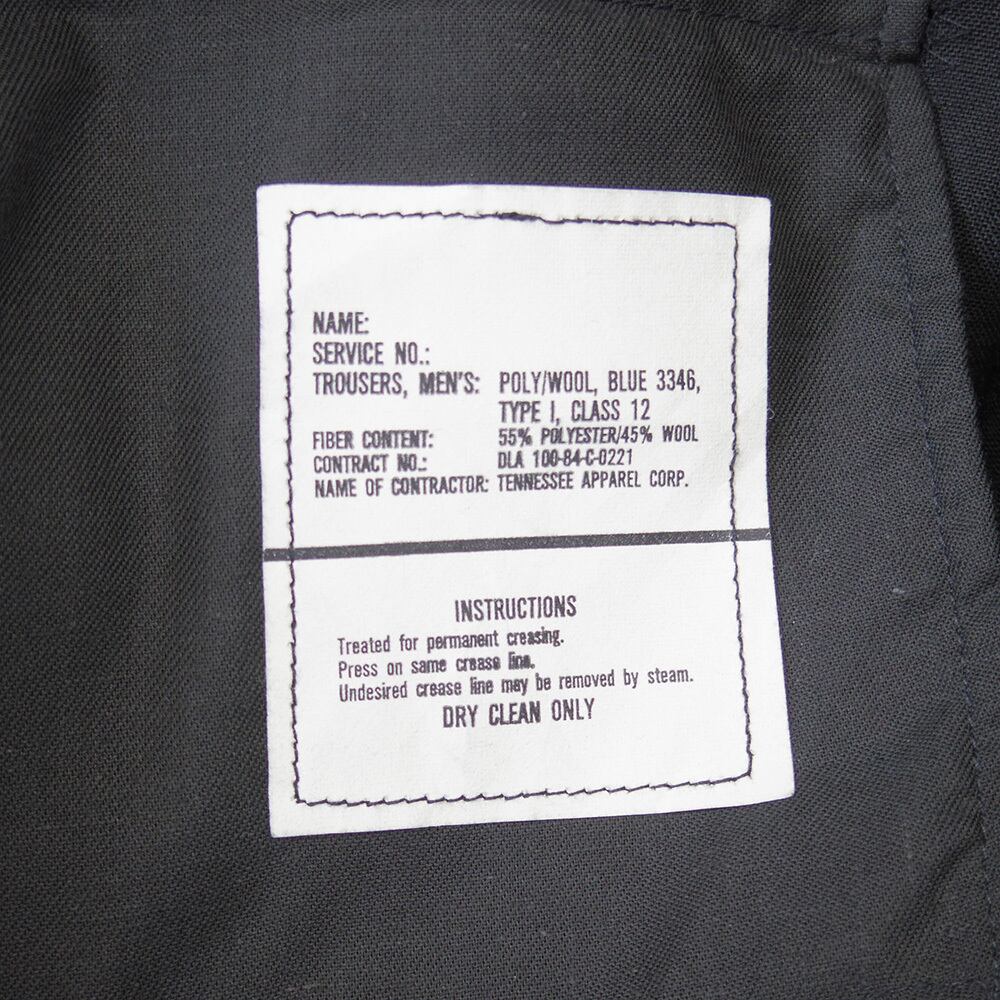 NAME:
SERVICE NO.:
TROUSERS, MEN'S: POLY/WOOL, BLUE 3346,
TYPE I, CLASS 12
FIBER CONTENT: 55% POLYESTER/45% WOOL
CONTRACT NO.: DLA 100-84-C-0221
NAME OF CONTRACTOR: TENNESSEE APPAREL CORP.
INSTRUCTIONS
Treated for permanent creasing.
Press on same crease line.
Undesired crease line may be removed by steam.
DRY CLEAN ONLY